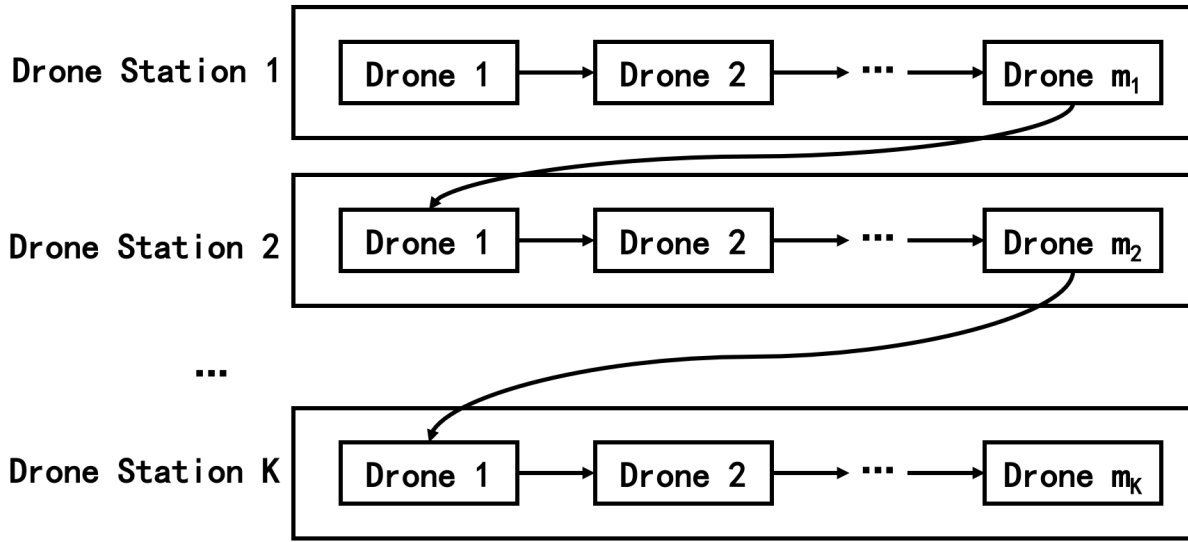 Drone Station 1
Drone 1
Drone 2
...
Drone m₁
Drone Station 2
Drone 1
Drone 2
...
Drone m₂
...
Drone Station K
Drone 1
Drone 2
...
Drone mₖ